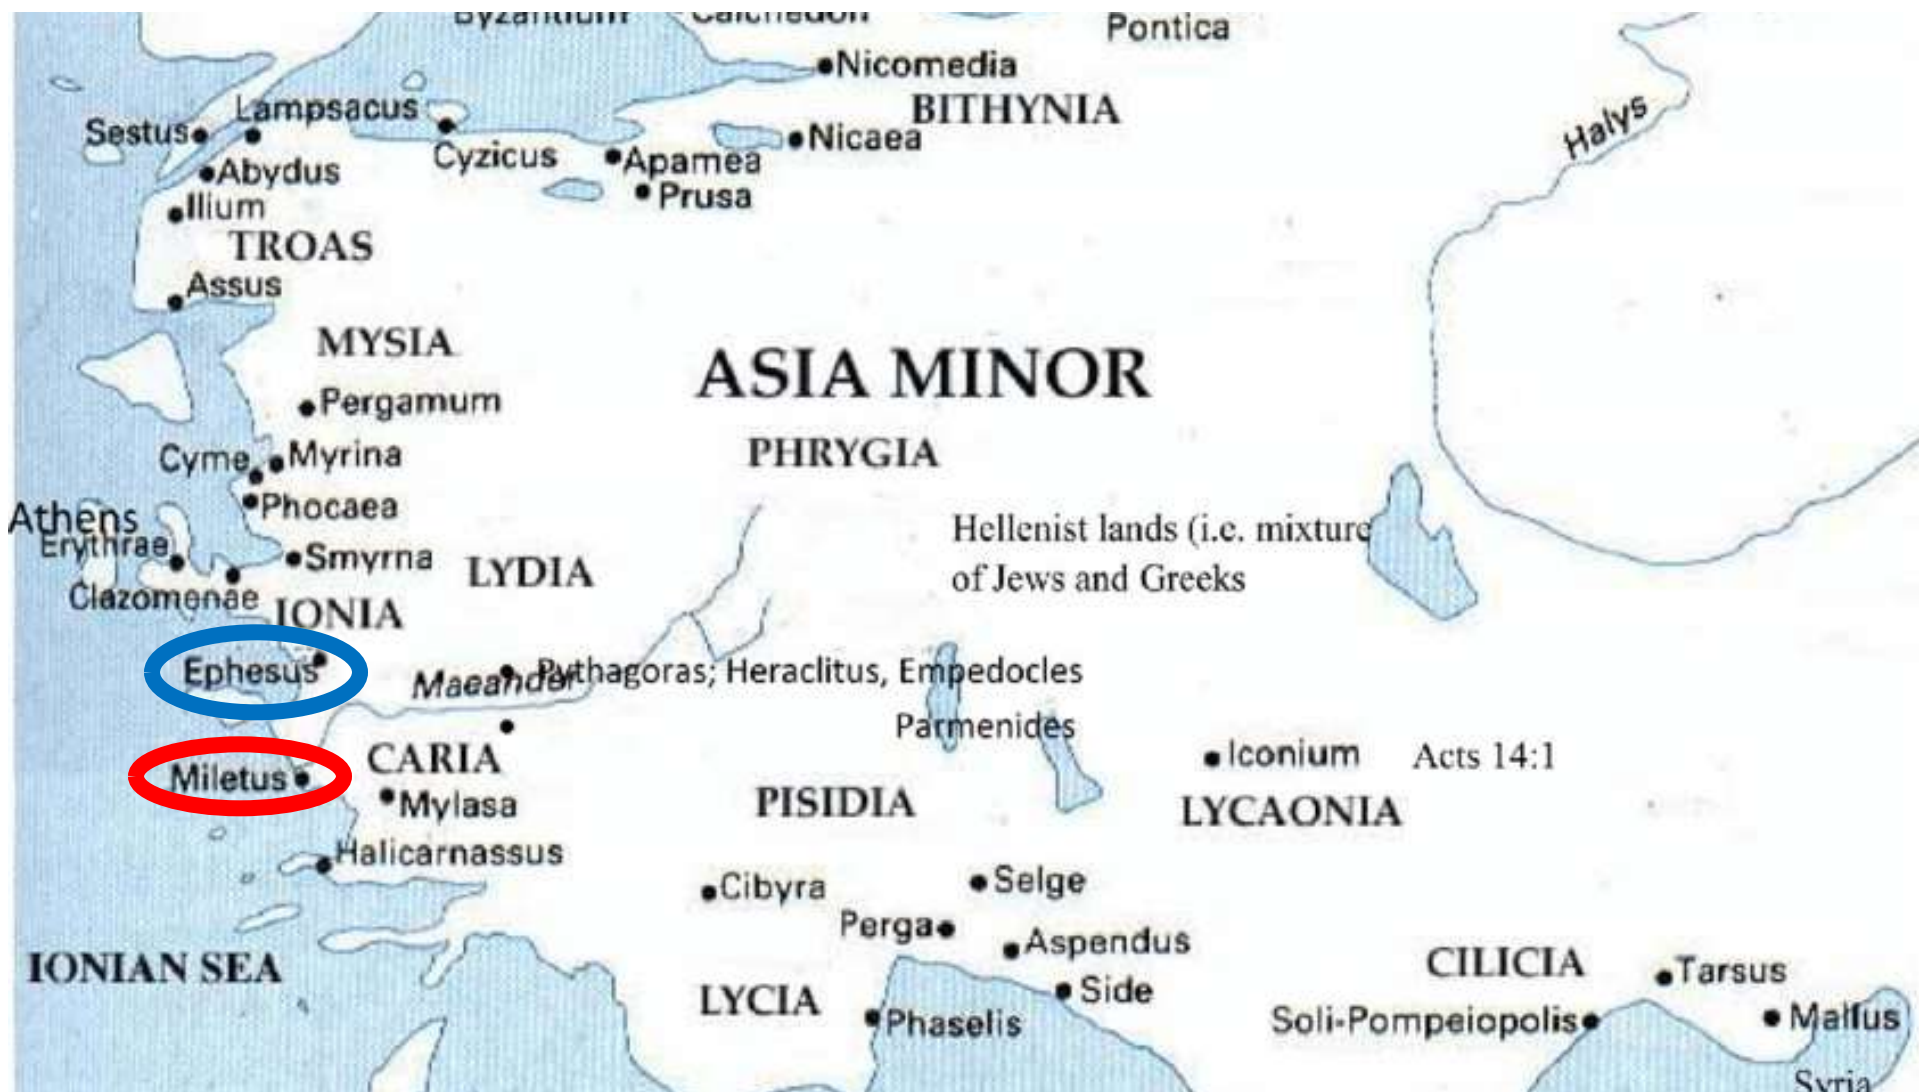 Byzantium Calchedon
Pontica
Nicomedia
BITHYNIA
Halys
Lampsacus
Sestus
Cyzicus
Nicaea
Apamea
Abydus
Prusa
Ilium
TROAS
Assus
MYSIA
ASIA MINOR
Pergamum
PHRYGIA
Cyme
Myrina
Phocaea
Athens
Erythrae
Hellenist lands (i.e. mixture
of Jews and Greeks
Smyrna
LYDIA
Clazomenae
IONIA
Ephesus
Maeander
Pythagoras; Heraclitus, Empedocles
Parmenides
CARIA
Iconium
Acts 14:1
Miletus
Mylasa
PISIDIA
LYCAONIA
Halicarnassus
Cibyra
Selge
Perga
Aspendus
IONIAN SEA
CILICIA
Tarsus
LYCIA
Side
Phaselis
Soli-Pompeiopolis
Mallus
Syria